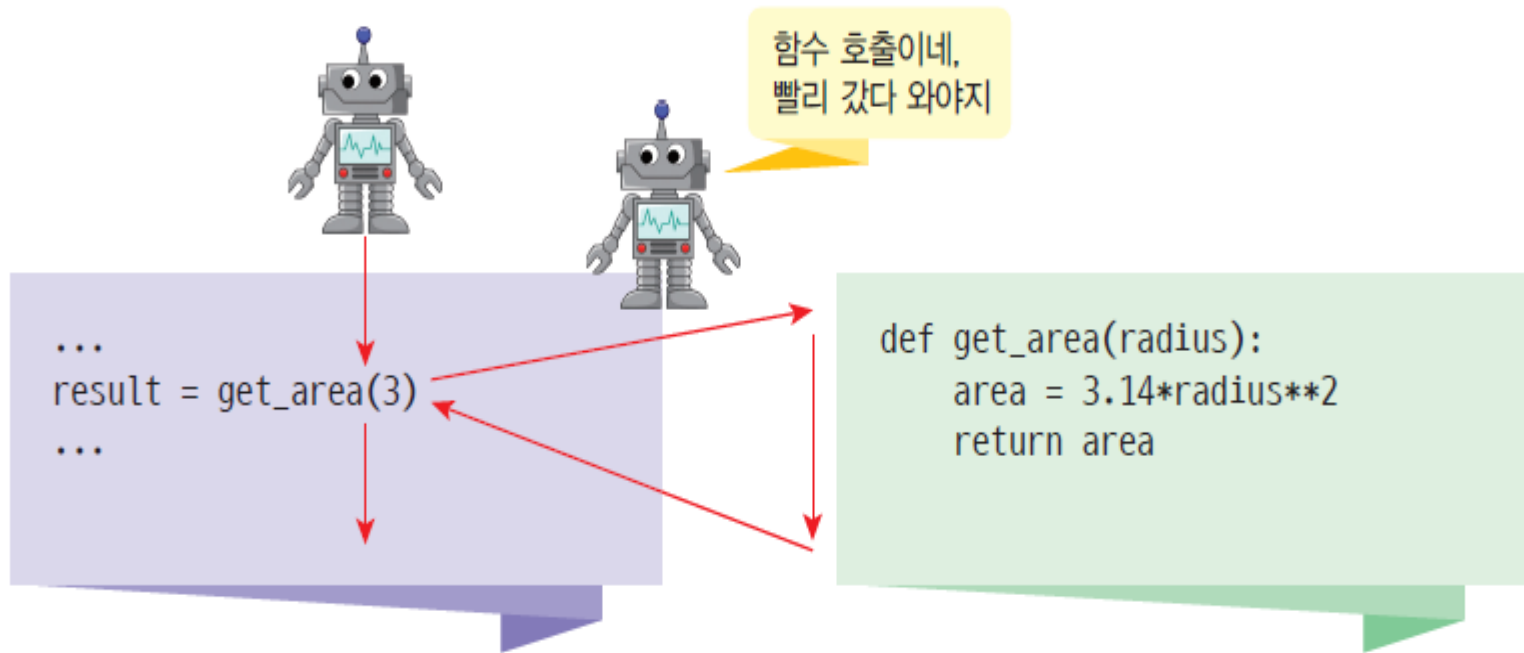 함수 호출이네,
빨리 갔다 와야지
...
result = get_area(3)
...
def get_area(radius):
    area = 3.14*radius**2
    return area